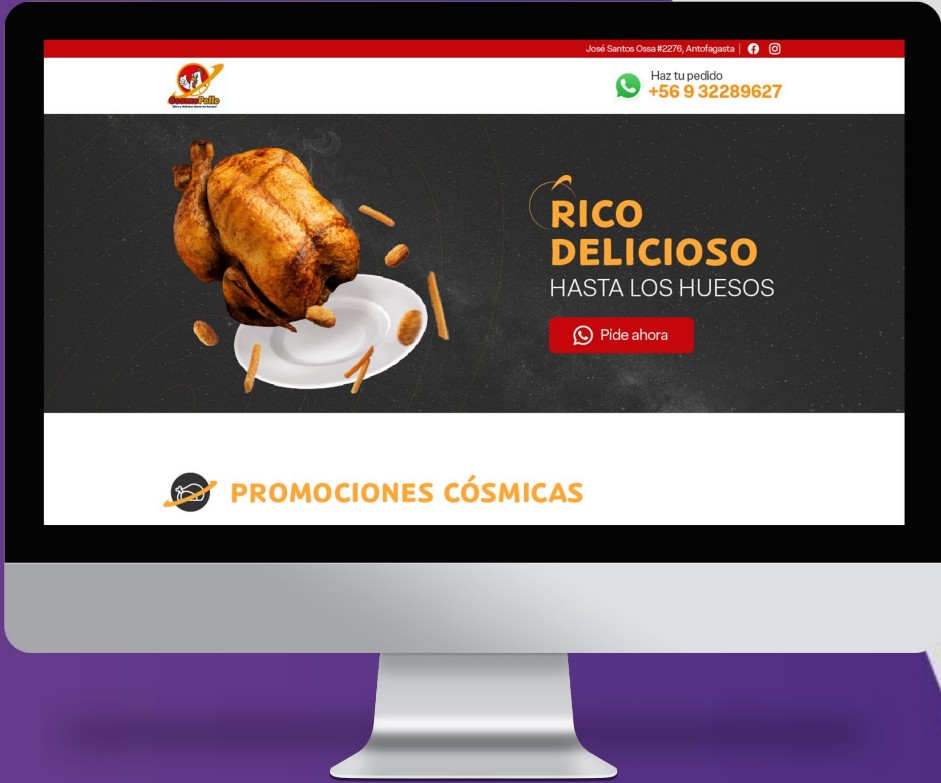 José Santos Ossa #2276, Antofagasta |
CosmoPollo
Haz tu pedido
+56 9 32289627
RICO
DELICIOSO
HASTA LOS HUESOS
Pide ahora
PROMOCIONES CÓSMICAS